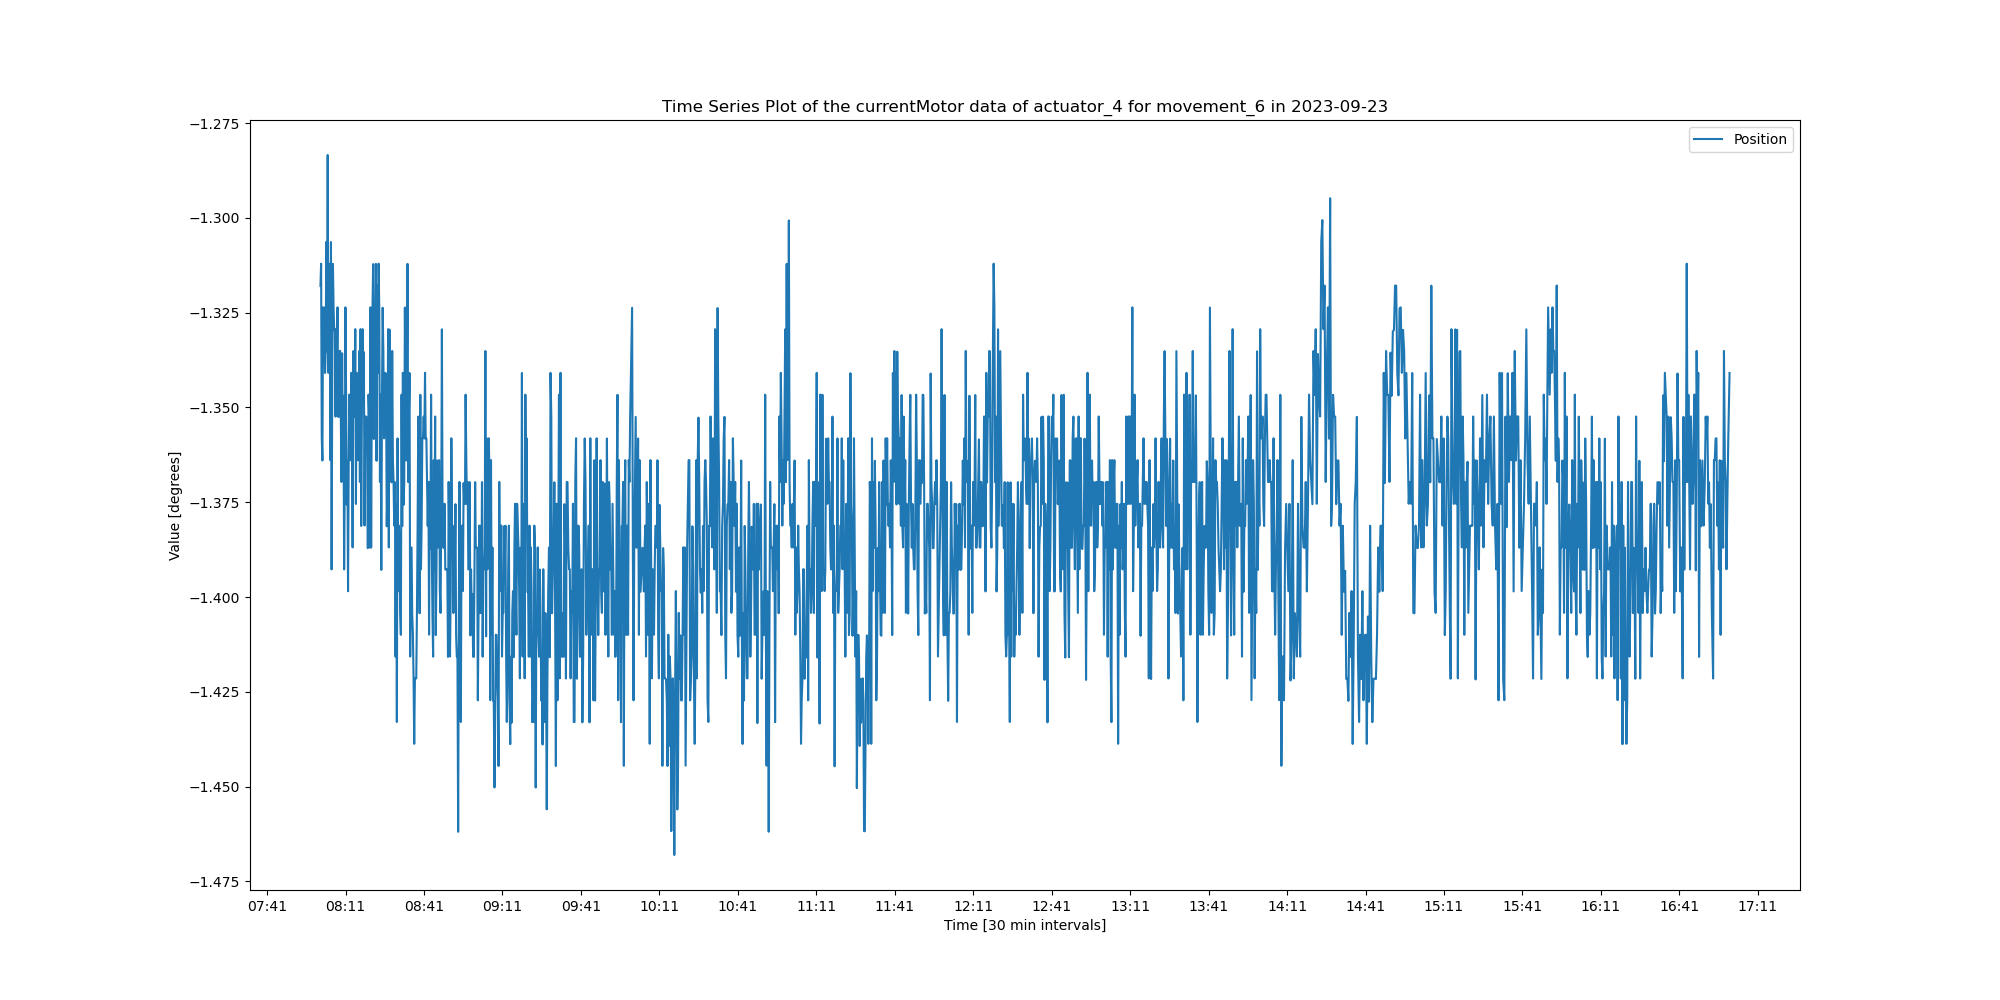 Time Series Plot of the currentMotor data of actuator_4 for movement_6 in 2023-09-23
Position
Value [degrees]
−1.275
−1.300
−1.325
−1.350
−1.375
−1.400
−1.425
−1.450
−1.475
07:41 08:11 08:41 09:11 09:41 10:11 10:41 11:11 11:41 12:11 12:41 13:11 13:41 14:11 14:41 15:11 15:41 16:11 16:41 17:11
Time [30 min intervals]